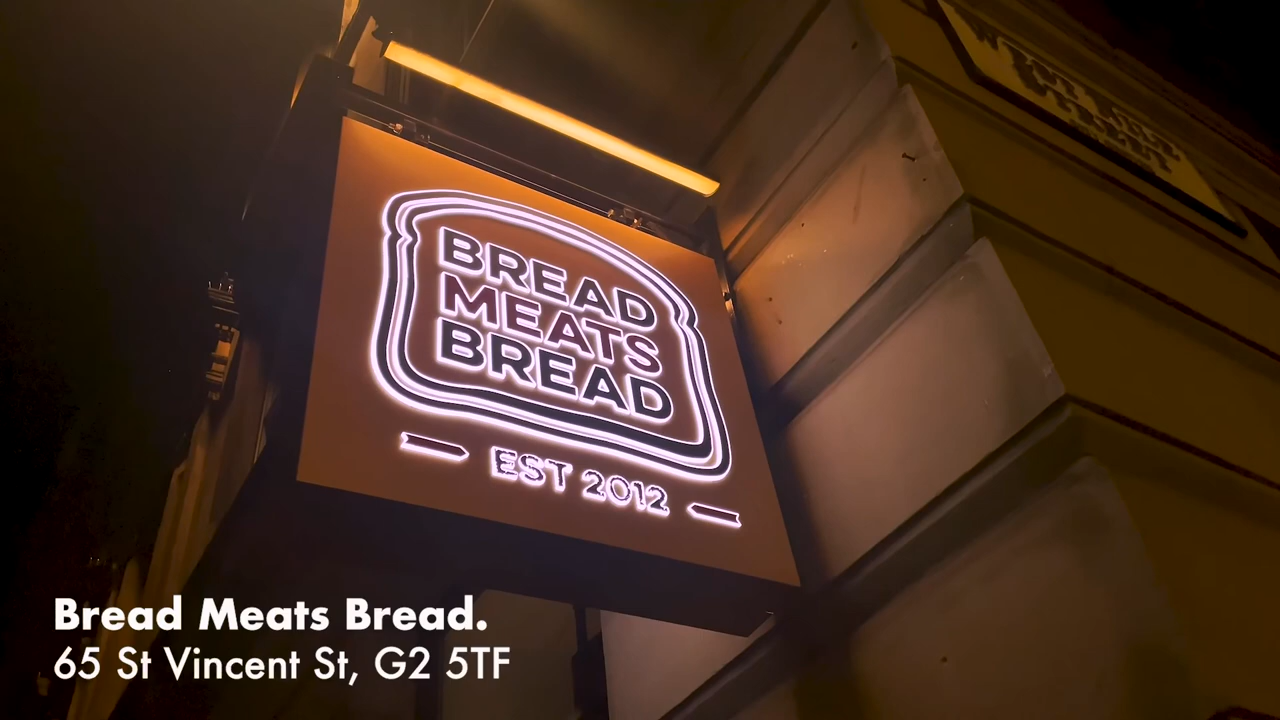 BREAD
MEATS
BREAD
EST 2012
Bread Meats Bread.
65 St Vincent St, G2 5TF